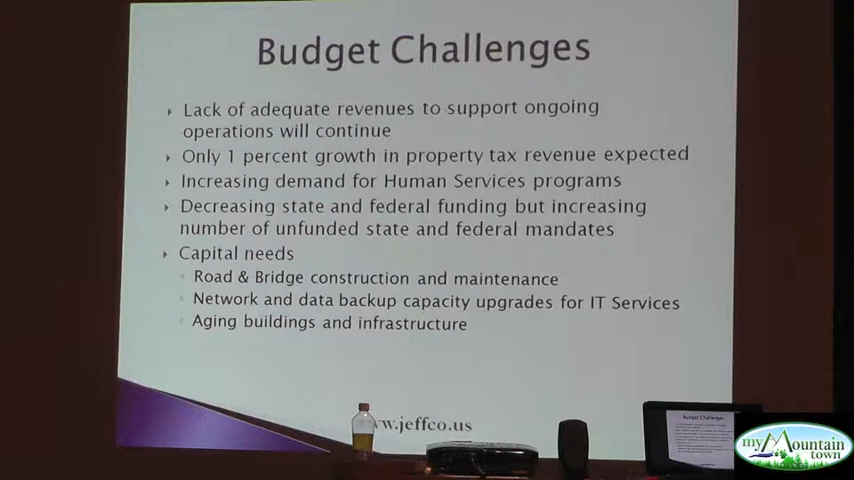 Budget Challenges
Lack of adequate revenues to support ongoing
operations will continue
Only 1 percent growth in property tax revenue expected
Increasing demand for Human Services programs
Decreasing state and federal funding but increasing
number of unfunded state and federal mandates
Capital needs
Road & Bridge construction and maintenance
Network and data backup capacity upgrades for IT Services
Aging buildings and infrastructure
w.jeffco.us
Budget Challenges
my Mountain
town